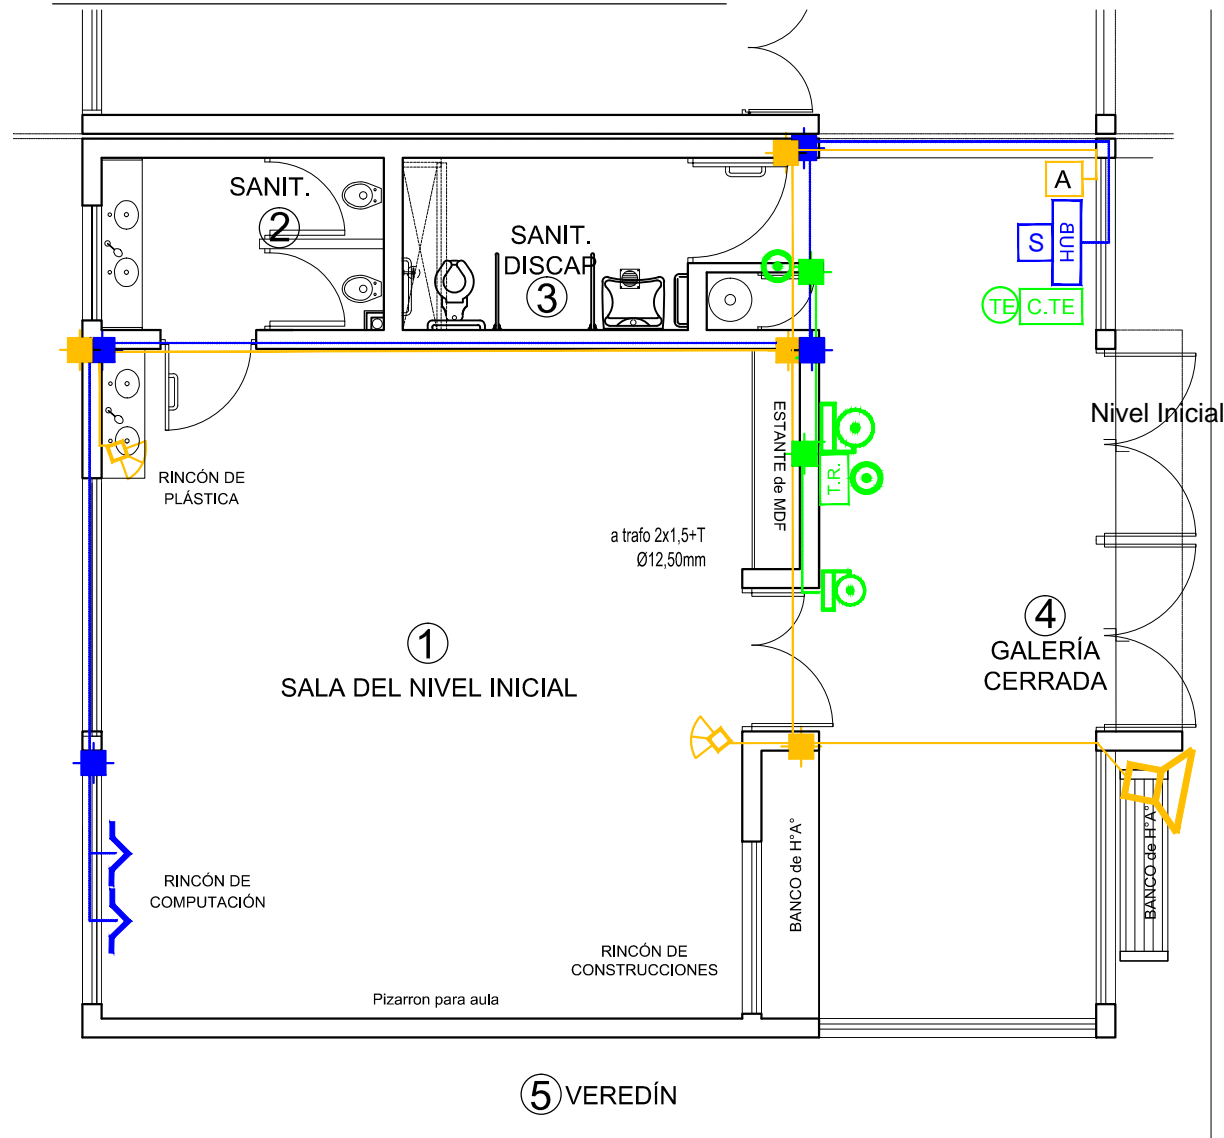 SANIT.
2
SANIT.
DISCAP
3
A
S
HUB
TE
C.TE
Nivel Inicial
RINCÓN DE
PLÁSTICA
ESTANTE de MDF
T.R.
a trafo 2x1,5+T
Ø12,50mm
1
SALA DEL NIVEL INICIAL
4
GALERÍA
CERRADA
RINCÓN DE
COMPUTACIÓN
BANCO de H°A°
BANCO de H°A°
RINCÓN DE
CONSTRUCCIONES
Pizarron para aula
5 VEREDÍN